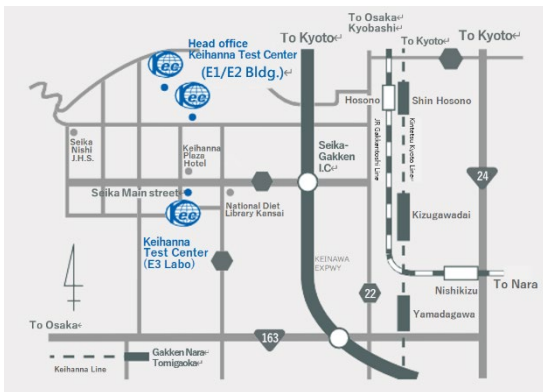 To Osaka↵
Kyobashi↵
To Kyoto↵
To Kyoto↵
To Kyoto↵
Head office
Keihanna Test Center
(E1/E2 Bldg.)↵
Kec
Kec
Hosono
Shin Hosono
JR Gakkentoshi Line
Kintetsu Kyoto Line
Seika
Nishi
J.H.S.
Keihanna
Plaza
Hotel
Seika-
Gakken
I.C↵
24
Seika Main street
National Diet
Library Kansai
Kec
Kizugawadai
Keihanna
Test Center
(E3 Labo)
KEINAWA
EXPWY
22
Nishikizu
To Nara
Yamadagawa
To Osaka↵
163
Keihanna Line
Gakken Nara↵
Tomigaoka↵